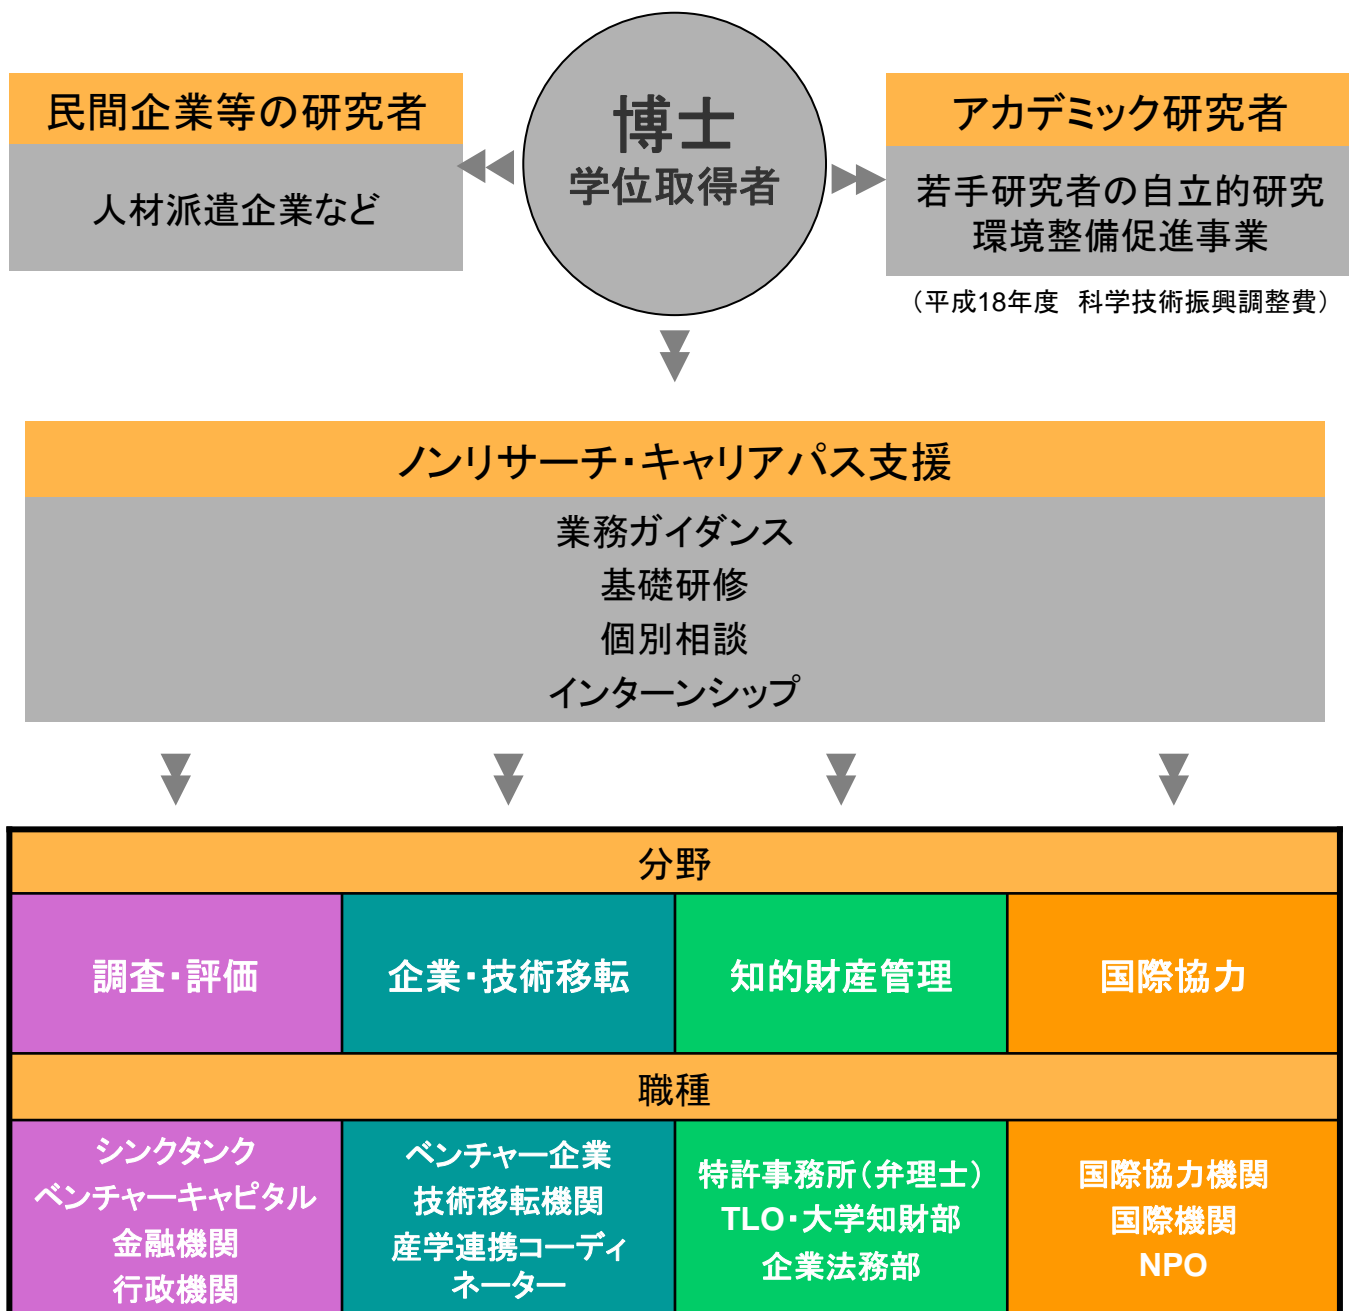 民間企業等の研究者
人材派遣企業など
博士
学位取得者
アカデミック研究者
若手研究者の自立的研究
環境整備促進事業
（平成18年度　科学技術振興調整費）
ノンリサーチ・キャリアパス支援
業務ガイダンス
基礎研修
個別相談
インターンシップ
分野
調査・評価
企業・技術移転
知的財産管理
国際協力
職種
シンクタンク
ベンチャーキャピタル
金融機関
行政機関
ベンチャー企業
技術移転機関
産学連携コーディ
ネーター
特許事務所（弁理士）
TLO・大学知財部
企業法務部
国際協力機関
国際機関
NPO